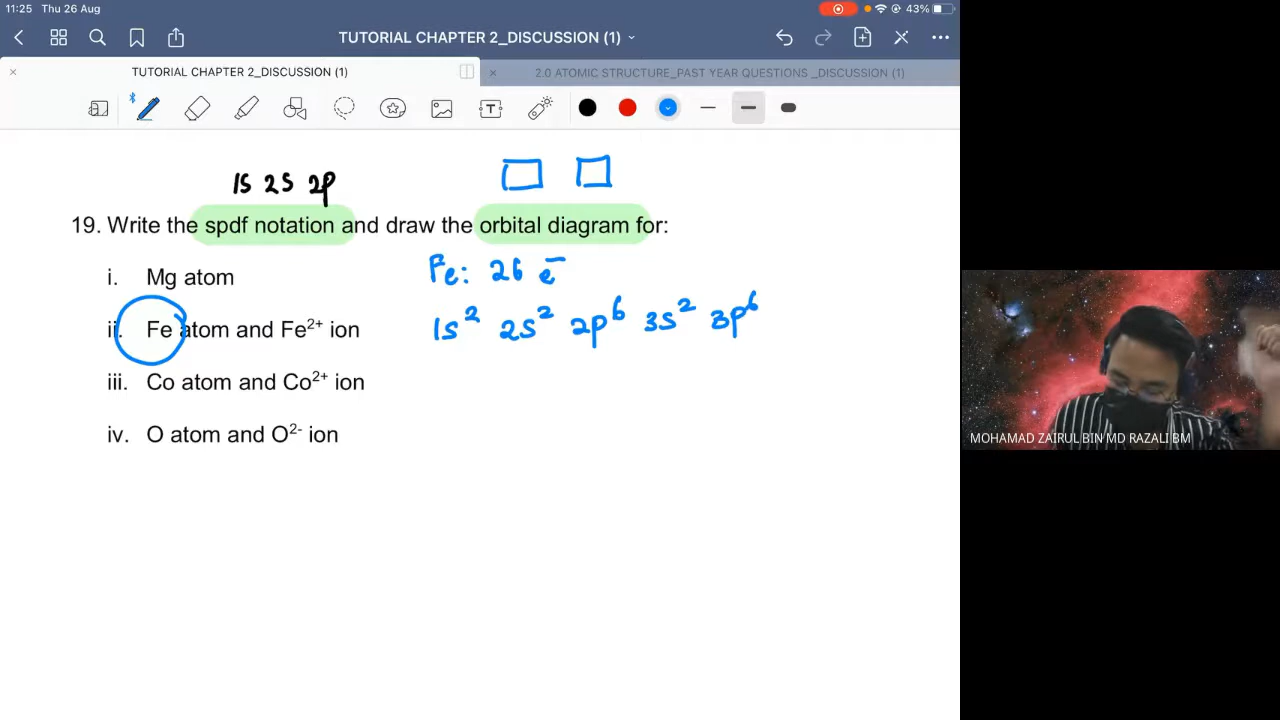 11:25 Thu 26 Aug 43%
TUTORIAL CHAPTER 2_DISCUSSION (1)
TUTORIAL CHAPTER 2_DISCUSSION (1) 2.0 ATOMIC STRUCTURE_PAST YEAR QUESTIONS _DISCUSSION (1)
1s 2s 2p
19. Write the spdf notation and draw the orbital diagram for:
i. Mg atom
Fe: 26 e⁻
ii. Fe atom and Fe²⁺ ion
1s² 2s² 2p⁶ 3s² 3p⁶
iii. Co atom and Co²⁺ ion
iv. O atom and O²⁻ ion
MOHAMAD ZAIRUL BIN MD RAZALI BM